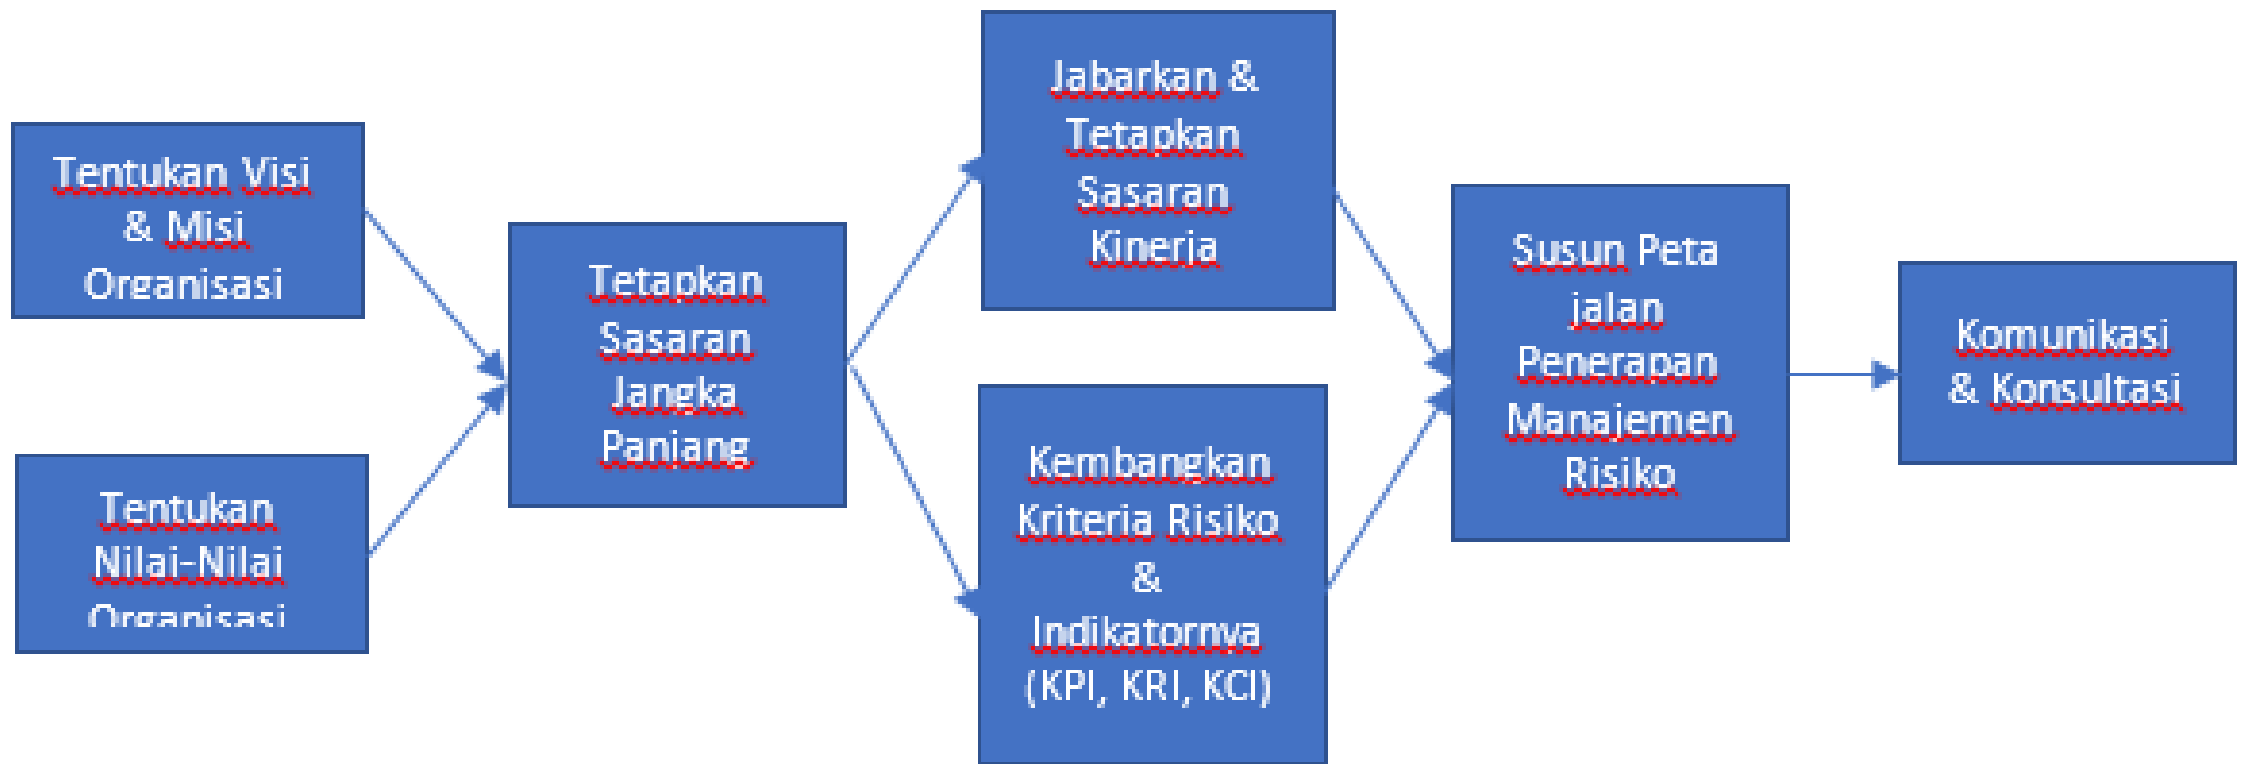 Tentukan Visi
& Misi
Organisasi
Tentukan
Nilai-Nilai
Organisasi
Tetapkan
Sasaran
Jangka
Panjang
Jabarkan &
Tetapkan
Sasaran
Kinerja
Kembangkan
Kriteria Risiko
&
Indikatornya
(KPI, KRI, KCI)
Susun Peta
jalan
Penerapan
Manajemen
Risiko
Komunikasi
& Konsultasi